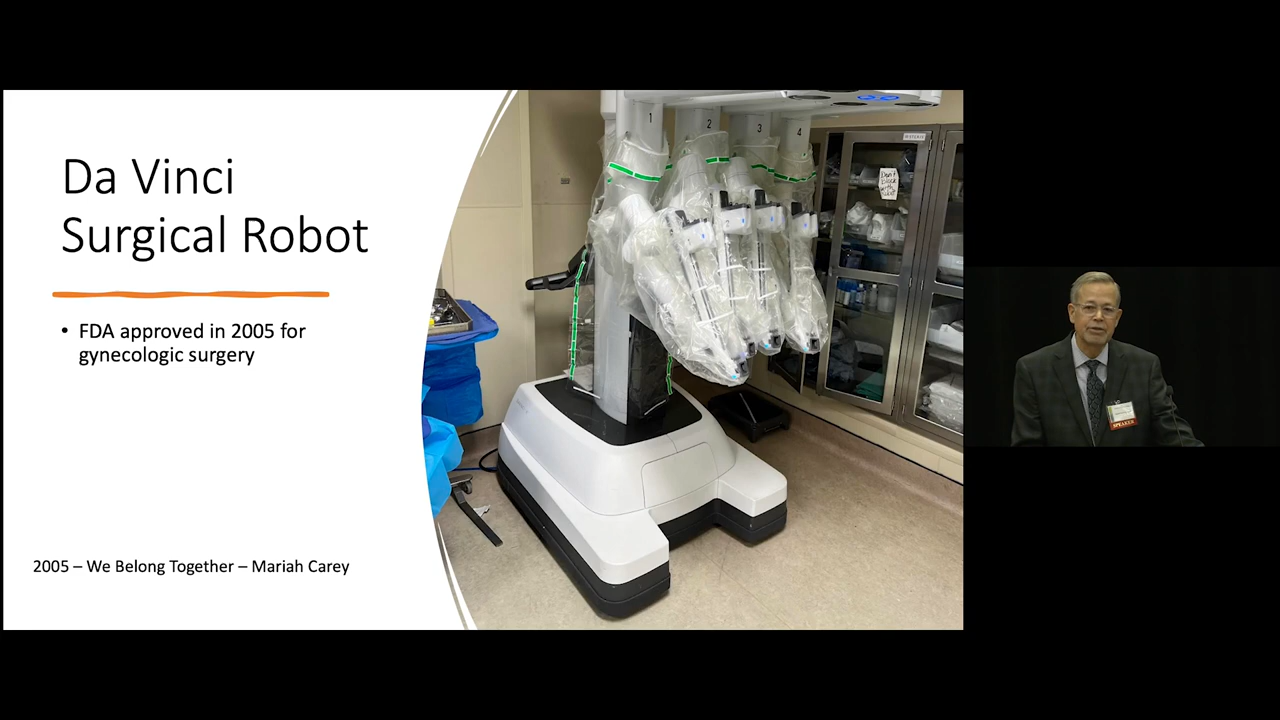 Da Vinci
Surgical Robot
• FDA approved in 2005 for
gynecologic surgery
2005 – We Belong Together – Mariah Carey
1
2
3
4
Don't
SPEAKER